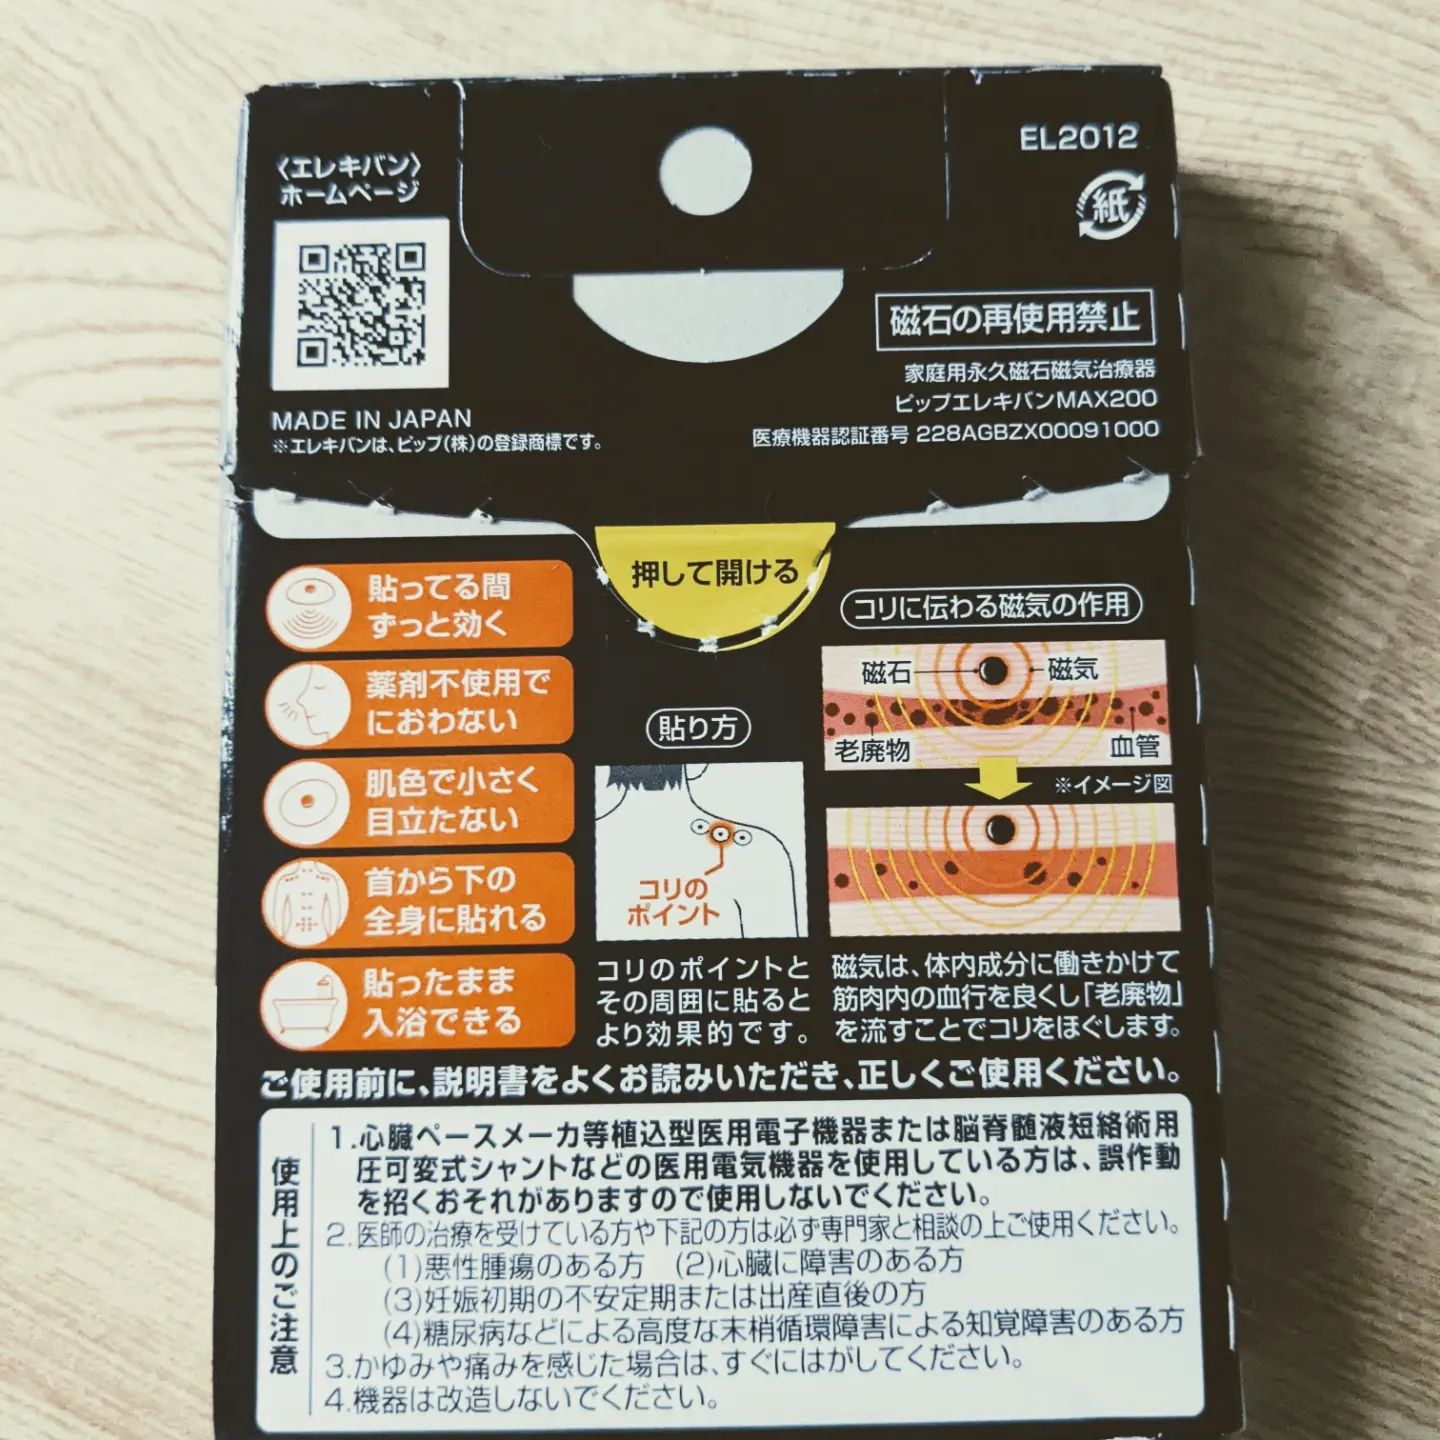 〈エレキバン〉
ホームページ
EL2012
紙
磁石の再使用禁止
家庭用永久磁石磁気治療器
ピップエレキバンMAX200
医療機器認証番号 228AGBZX00091000
MADE IN JAPAN
※エレキバンは、ピップ(株)の登録商標です。
押して開ける
貼ってる間
ずっと効く
薬剤不使用で
におわない
肌色で小さく
目立たない
首から下の
全身に貼れる
貼ったまま
入浴できる
貼り方
コリの
ポイント
コリのポイントと
その周囲に貼ると
より効果的です。
コリに伝わる磁気の作用
磁石
磁気
老廃物
血管
※イメージ図
磁気は、体内成分に働きかけて
筋肉内の血行を良くし「老廃物」
を流すことでコリをほぐします。
ご使用前に、説明書をよくお読みいただき、正しくご使用ください。
使用上のご注意
1.心臓ペースメーカ等植込型医用電子機器または脳脊髄液短絡術用
圧可変式シャントなどの医用電気機器を使用している方は、誤作動
を招くおそれがありますので使用しないでください。
2.医師の治療を受けている方や下記の方は必ず専門家と相談の上ご使用ください。
(1)悪性腫瘍のある方 (2)心臓に障害のある方
(3)妊娠初期の不安定期または出産直後の方
(4)糖尿病などによる高度な末梢循環障害による知覚障害のある方
3.かゆみや痛みを感じた場合は、すぐにはがしてください。
4.機器は改造しないでください。